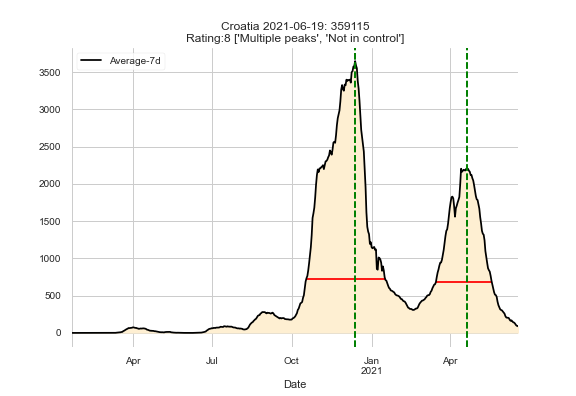 Croatia 2021-06-19: 359115
Rating:8 ['Multiple peaks', 'Not in control']
Average-7d
3500
3000
2500
2000
1500
1000
500
0
Apr Jul Oct Jan Apr
2021
Date